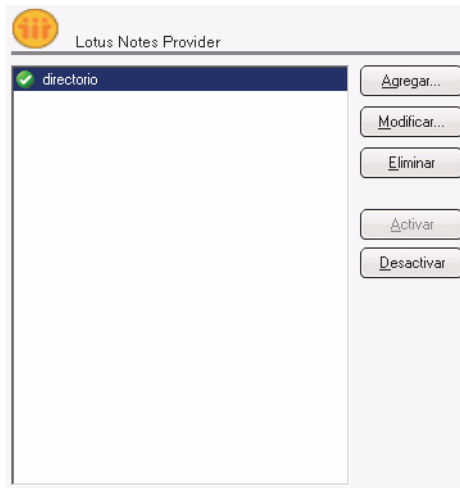 Lotus Notes Provider
directorio
Agregar...
Modificar...
Eliminar
Activar
Desactivar